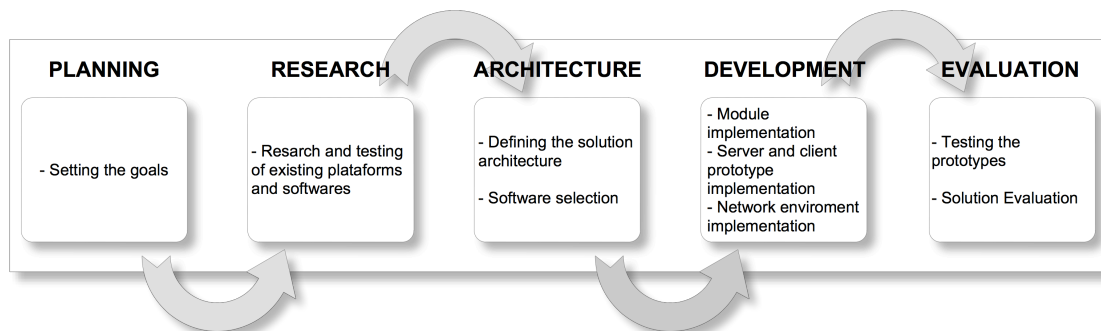 PLANNING
RESEARCH
ARCHITECTURE
DEVELOPMENT
EVALUATION
- Setting the goals
- Resarch and testing
of existing plataforms
and softwares
- Defining the solution
architecture
- Software selection
- Module
implementation
- Server and client
prototype
implementation
- Network enviroment
implementation
- Testing the
prototypes
- Solution Evaluation